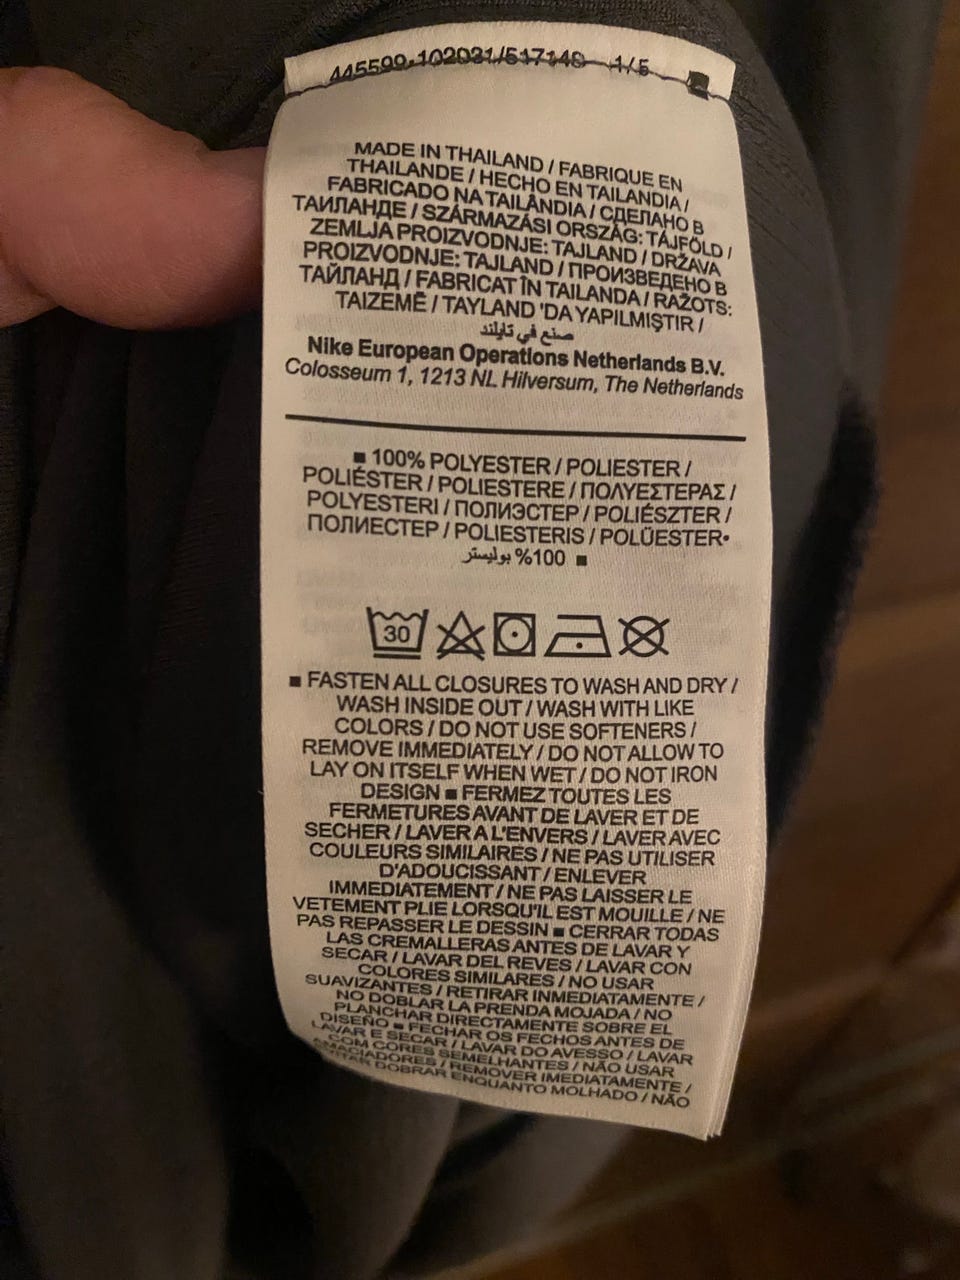 445599-102031/517148 1/5
MADE IN THAILAND / FABRIQUE EN
THAILANDE / HECHO EN TAILANDIA /
FABRICADO NA TAILÂNDIA / СДЕЛАНО В
ТАИЛАНДЕ / SZÁRMAZÁSI ORSZÁG: TÁJFÖLD /
ZEMLJA PROIZVODNJE: TAJLAND / DRŽAVA
PROIZVODNJE: TAJLAND / ПРОИЗВЕДЕНО В
ТАЙЛАНД / FABRICAT ÎN TAILANDA / RAŽOTS:
TAIZEMĒ / TAYLAND 'DA YAPILMIŞTIR /
صنع في تايلند
Nike European Operations Netherlands B.V.
Colosseum 1, 1213 NL Hilversum, The Netherlands
■ 100% POLYESTER / POLIESTER /
POLIÉSTER / POLIESTERE / ΠΟΛΥΕΣΤΕΡΑΣ /
POLYESTERI / ПОЛИЭСТЕР / POLIÉSZTER /
ПОЛИЕСТЕР / POLIESTERIS / POLÜESTER•
■ 100% بوليستر
30
■ FASTEN ALL CLOSURES TO WASH AND DRY /
WASH INSIDE OUT / WASH WITH LIKE
COLORS / DO NOT USE SOFTENERS /
REMOVE IMMEDIATELY / DO NOT ALLOW TO
LAY ON ITSELF WHEN WET / DO NOT IRON
DESIGN ■ FERMEZ TOUTES LES
FERMETURES AVANT DE LAVER ET DE
SECHER / LAVER A L'ENVERS / LAVER AVEC
COULEURS SIMILAIRES / NE PAS UTILISER
D'ADOUCISSANT / ENLEVER
IMMEDIATEMENT / NE PAS LAISSER LE
VETEMENT PLIE LORSQU'IL EST MOUILLE / NE
PAS REPASSER LE DESSIN ■ CERRAR TODAS
LAS CREMALLERAS ANTES DE LAVAR Y
SECAR / LAVAR DEL REVES / LAVAR CON
COLORES SIMILARES / NO USAR
SUAVIZANTES / RETIRAR INMEDIATAMENTE /
NO DOBLAR LA PRENDA MOJADA / NO
PLANCHAR DIRECTAMENTE SOBRE EL
DISEÑO ■ FECHAR OS FECHOS ANTES DE
LAVAR E SECAR / LAVAR DO AVESSO / LAVAR
COM CORES SEMELHANTES / NÃO USAR
AMACIADORES / REMOVER IMEDIATAMENTE /
EVITAR DOBRAR ENQUANTO MOLHADO / NÃO